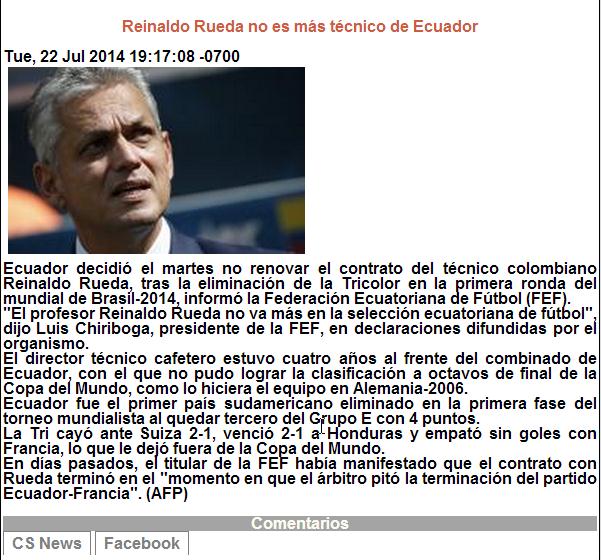 Reinaldo Rueda no es más técnico de Ecuador
Tue, 22 Jul 2014 19:17:08 -0700
Ecuador decidió el martes no renovar el contrato del técnico colombiano
Reinaldo Rueda, tras la eliminación de la Tricolor en la primera ronda del
mundial de Brasil-2014, informó la Federación Ecuatoriana de Fútbol (FEF).
"El profesor Reinaldo Rueda no va más en la selección ecuatoriana de fútbol",
dijo Luis Chiriboga, presidente de la FEF, en declaraciones difundidas por el
organismo.
El director técnico cafetero estuvo cuatro años al frente del combinado de
Ecuador, con el que no pudo lograr la clasificación a octavos de final de la
Copa del Mundo, como lo hiciera el equipo en Alemania-2006.
Ecuador fue el primer país sudamericano eliminado en la primera fase del
torneo mundialista al quedar tercero del Grupo E con 4 puntos.
La Tri cayó ante Suiza 2-1, venció 2-1 a Honduras y empató sin goles con
Francia, lo que le dejó fuera de la Copa del Mundo.
En días pasados, el titular de la FEF había manifestado que el contrato con
Rueda terminó en el "momento en que el árbitro pitó la terminación del partido
Ecuador-Francia". (AFP)
Comentarios
CS News Facebook